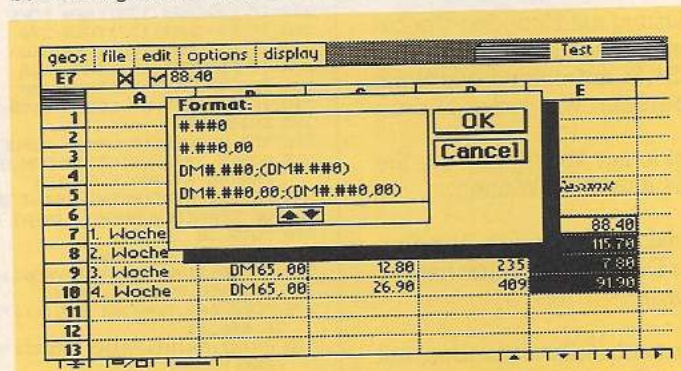 geos file edit options display Test
E7 88.40
A E
Format:
#.##0
#.##0,00
DM#.##0;(DM#.##0)
DM#.##0,00;(DM#.##0,00)
OK
Cancel
1
2
3
4
5 Gesamt
6
7 1. Woche 88.40
8 2. Woche 115.70
9 3. Woche DM65,00 12.80 235 7.80
10 4. Woche DM65,00 26.90 409 91.90
11
12
13